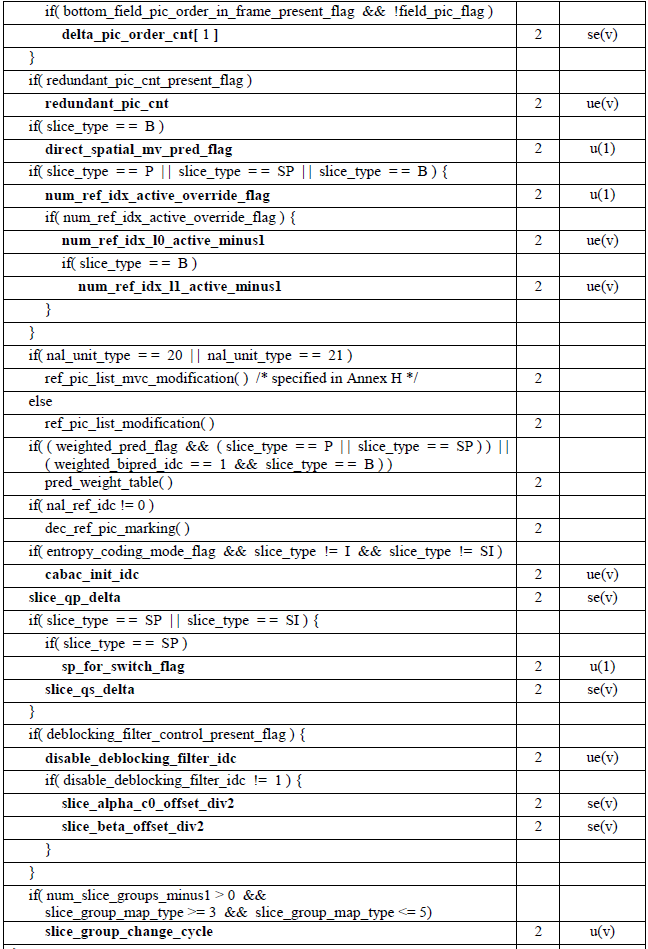 if( bottom_field_pic_order_in_frame_present_flag && !field_pic_flag )
delta_pic_order_cnt[ 1 ] 2 se(v)
}
if( redundant_pic_cnt_present_flag )
redundant_pic_cnt 2 ue(v)
if( slice_type = = B )
direct_spatial_mv_pred_flag 2 u(1)
if( slice_type = = P | | slice_type = = SP | | slice_type = = B ) {
num_ref_idx_active_override_flag 2 u(1)
if( num_ref_idx_active_override_flag ) {
num_ref_idx_l0_active_minus1 2 ue(v)
if( slice_type = = B )
num_ref_idx_l1_active_minus1 2 ue(v)
}
}
if( nal_unit_type = = 20 | | nal_unit_type = = 21 )
ref_pic_list_mvc_modification( ) /* specified in Annex H */ 2
else
ref_pic_list_modification( ) 2
if( ( weighted_pred_flag && ( slice_type = = P | | slice_type = = SP ) ) | |
( weighted_bipred_idc = = 1 && slice_type = = B ) )
pred_weight_table( ) 2
if( nal_ref_idc != 0 )
dec_ref_pic_marking( ) 2
if( entropy_coding_mode_flag && slice_type != I && slice_type != SI )
cabac_init_idc 2 ue(v)
slice_qp_delta 2 se(v)
if( slice_type = = SP | | slice_type = = SI ) {
if( slice_type = = SP )
sp_for_switch_flag 2 u(1)
slice_qs_delta 2 se(v)
}
if( deblocking_filter_control_present_flag ) {
disable_deblocking_filter_idc 2 ue(v)
if( disable_deblocking_filter_idc != 1 ) {
slice_alpha_c0_offset_div2 2 se(v)
slice_beta_offset_div2 2 se(v)
}
}
if( num_slice_groups_minus1 > 0 &&
slice_group_map_type >= 3 && slice_group_map_type <= 5)
slice_group_change_cycle 2 u(v)